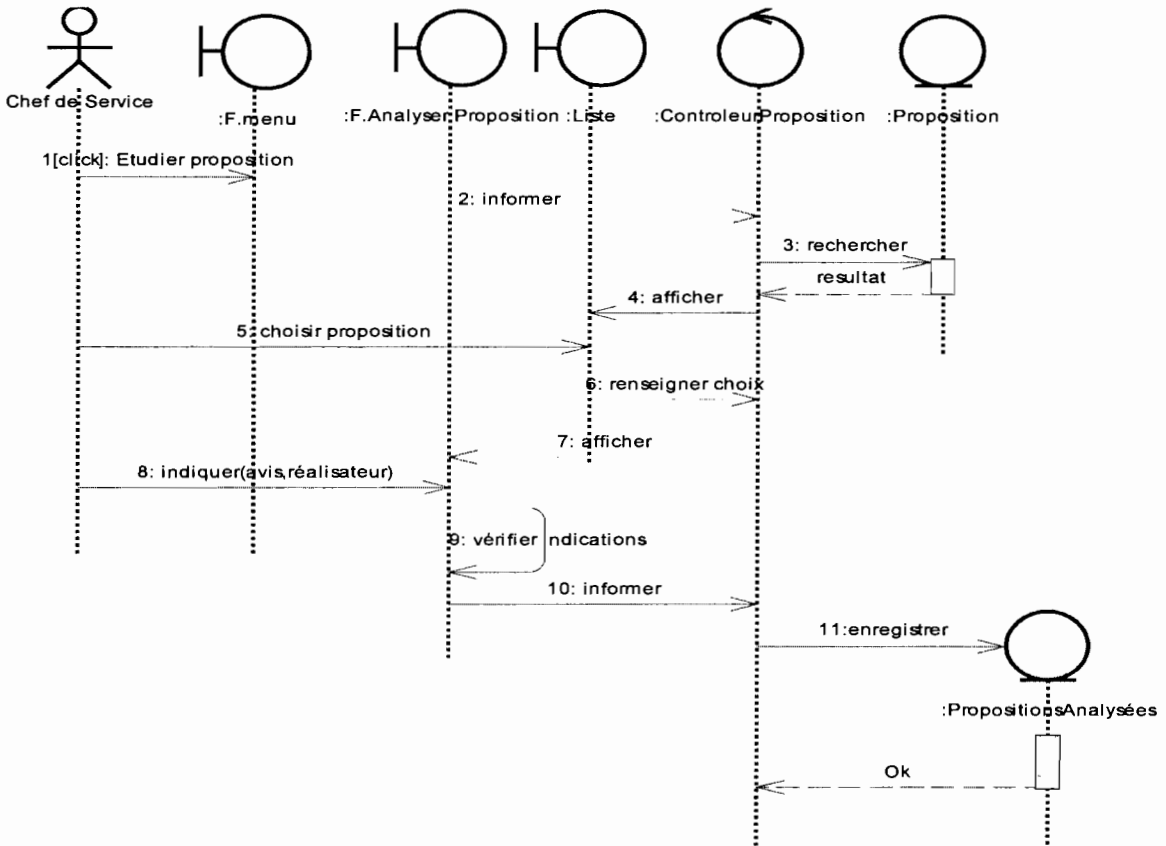 Chef de Service
:F.menu
:F.Analyser Proposition
:Liste
:ControleurProposition
:Proposition
1[click]: Etudier proposition
2: informer
3: rechercher
resultat
4: afficher
5: choisir proposition
6: renseigner choix
7: afficher
8: indiquer(avis,réalisateur)
9: vérifier ndications
10: informer
11:enregistrer
:PropositionsAnalysées
Ok